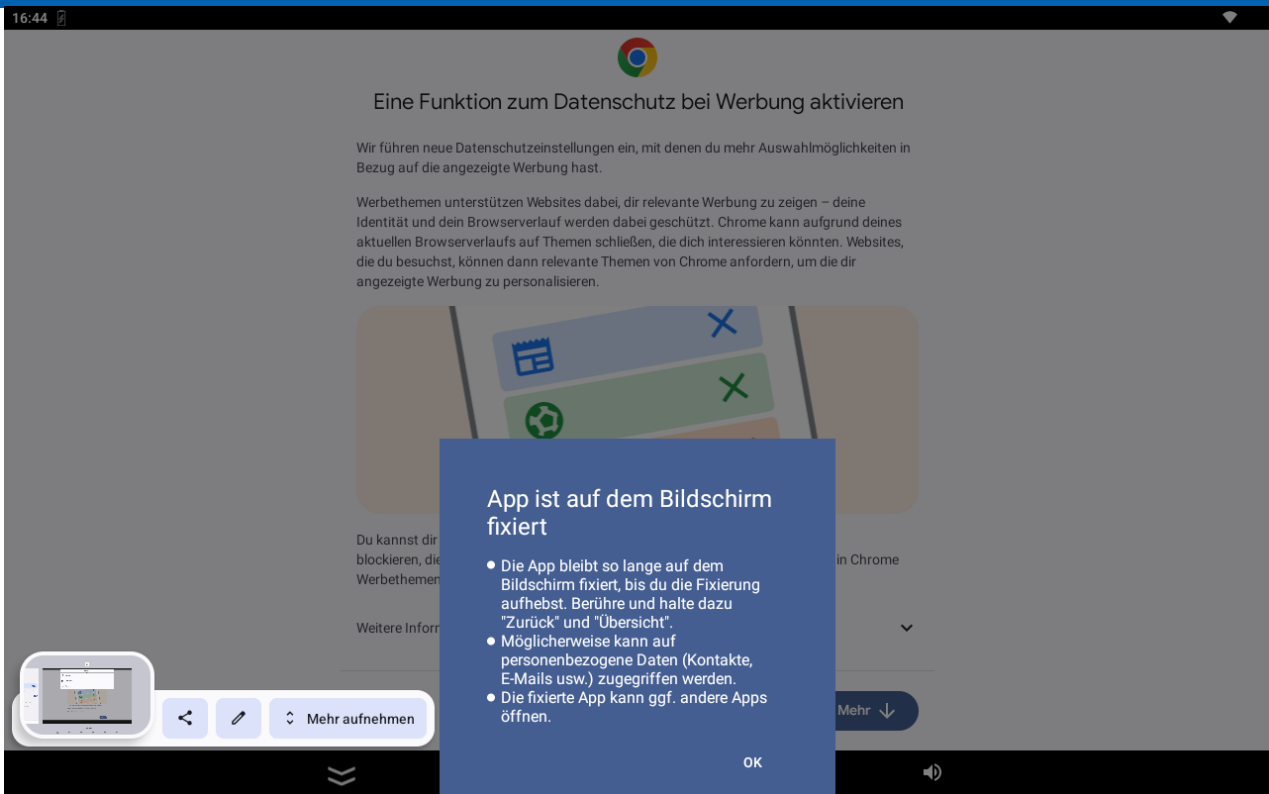 16:44
Eine Funktion zum Datenschutz bei Werbung aktivieren
Wir führen neue Datenschutzeinstellungen ein, mit denen du mehr Auswahlmöglichkeiten in
Bezug auf die angezeigte Werbung hast.
Werbethemen unterstützen Websites dabei, dir relevante Werbung zu zeigen – deine
Identität und dein Browserverlauf werden dabei geschützt. Chrome kann aufgrund deines
aktuellen Browserverlaufs auf Themen schließen, die dich interessieren könnten. Websites,
die du besuchst, können dann relevante Themen von Chrome anfordern, um die dir
angezeigte Werbung zu personalisieren.
Du kannst dir
blockieren, die in Chrome
Werbethemen
Weitere Inforr
App ist auf dem Bildschirm
fixiert
Die App bleibt so lange auf dem
Bildschirm fixiert, bis du die Fixierung
aufhebst. Berühre und halte dazu
"Zurück" und "Übersicht".
Möglicherweise kann auf
personenbezogene Daten (Kontakte,
E-Mails usw.) zugegriffen werden.
Die fixierte App kann ggf. andere Apps
öffnen.
OK
Mehr aufnehmen
Mehr